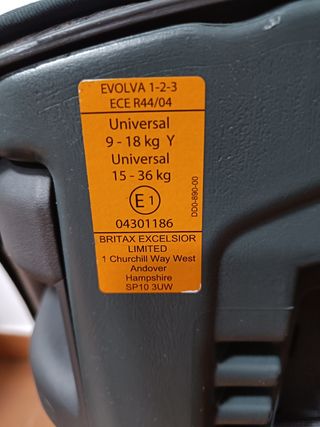 EVOLVA 1-2-3
ECE R44/04
Universal
9 - 18 kg Y
Universal
15 - 36 kg
E 1
04301186
DD0-890-00
BRITAX EXCELSIOR
LIMITED
1 Churchill Way West
Andover
Hampshire
SP10 3UW